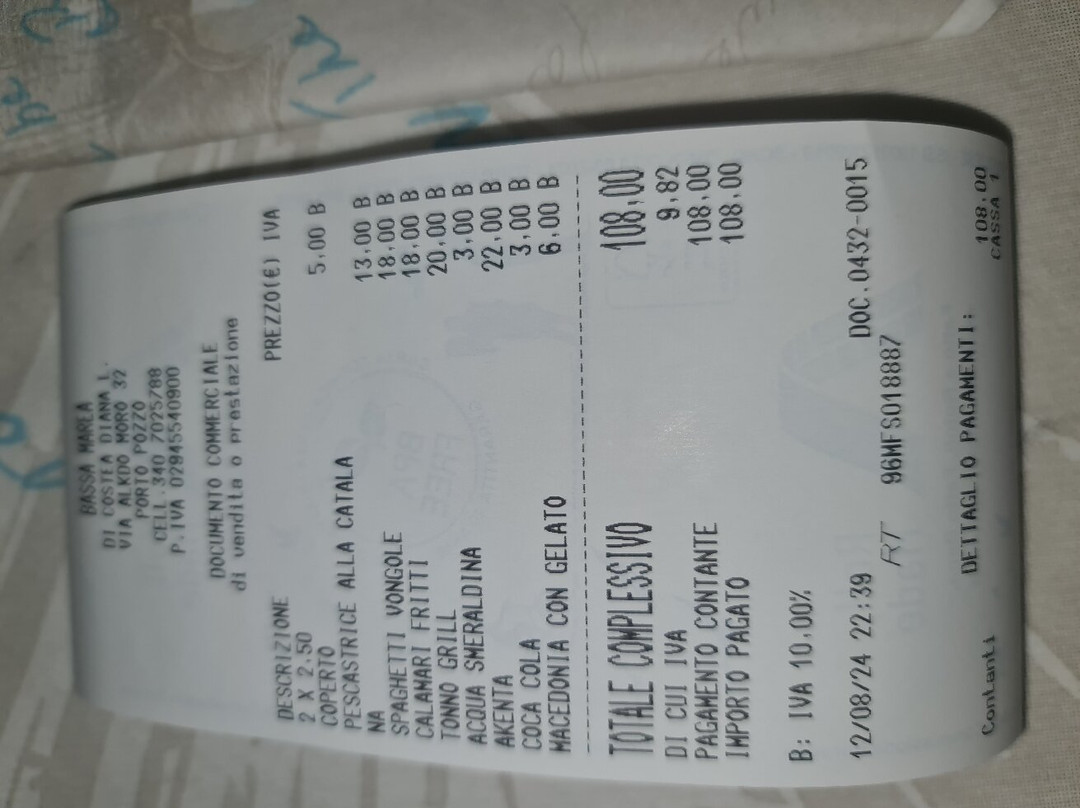 BASSA MAREA
DI COSTEA DIANA L.
VIA ALKDO MORO 32
PORTO POZZO
CELL.340 7025788
P.IVA 02945540900
DOCUMENTO COMMERCIALE
di vendita o prestazione
DESCRIZIONE PREZZO(€) IVA
2 X 2,50
COPERTO 5,00 B
PESCASTRICE ALLA CATALA
NA 13,00 B
SPAGHETTI VONGOLE 18,00 B
CALAMARI FRITTI 18,00 B
TONNO GRILL 20,00 B
ACQUA SMERALDINA 3,00 B
AKENTA 22,00 B
COCA COLA 3,00 B
MACEDONIA CON GELATO 6,00 B
TOTALE COMPLESSIVO 108,00
DI CUI IVA 9,82
PAGAMENTO CONTANTE 108,00
IMPORTO PAGATO 108,00
B: IVA 10,00%
12/08/24 22:39 DOC.0432-0015
RT 96MFS018887
DETTAGLIO PAGAMENTI:
Contanti 108,00
CASSA 1